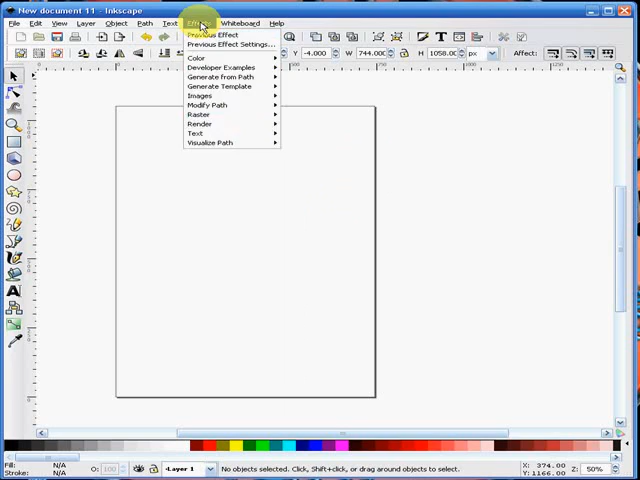 New document 11 - Inkscape
File Edit View Layer Object Path Text Effects Whiteboard Help
Y -4.000 W 744.00 H 1058.00 px Affect:
Previous Effect
Previous Effect Settings...
Color
Developer Examples
Generate from Path
Generate Template
Images
Modify Path
Raster
Render
Text
Visualize Path
Fill: N/A
Stroke: N/A
O: 100
Layer 1
No objects selected. Click, Shift+click, or drag around objects to select.
X: 374.00
Y: 1166.00
Z: 50%